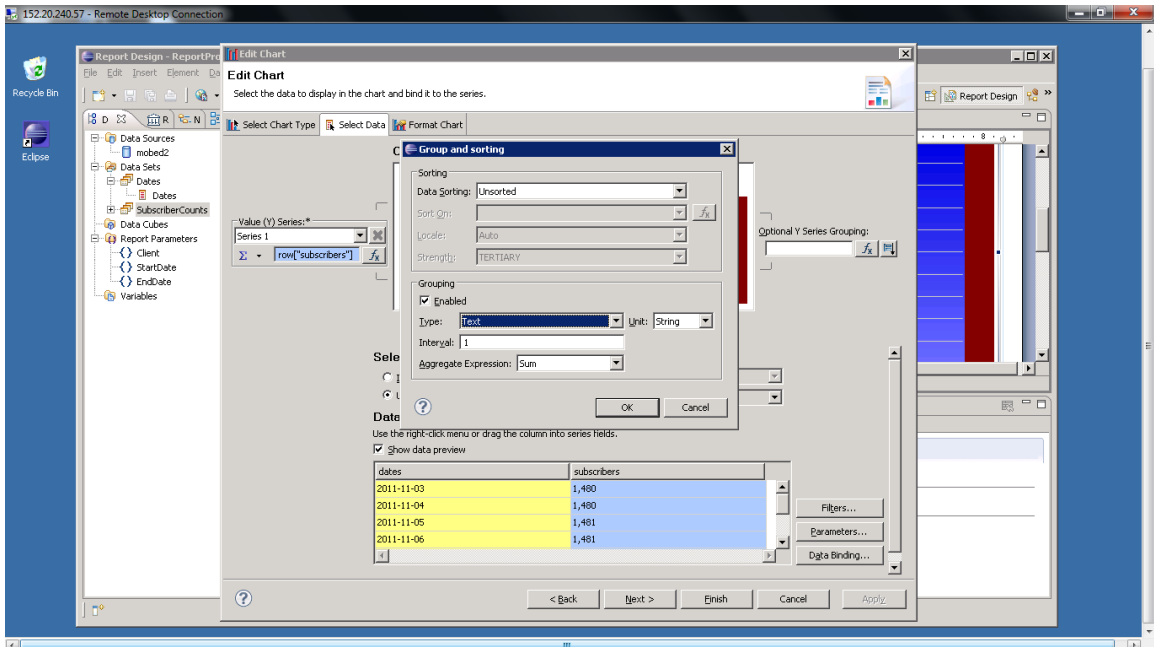 152.20.240.57 - Remote Desktop Connection
Recycle Bin
Eclipse
Report Design - ReportPro
File Edit Insert Element Da
D R N
Data Sources
mobed2
Data Sets
Dates
Dates
SubscriberCounts
Data Cubes
Report Parameters
Client
StartDate
EndDate
Variables
Report Design
8
Edit Chart
Edit Chart
Select the data to display in the chart and bind it to the series.
Select Chart Type Select Data Format Chart
C
Value (Y) Series:*
Series 1
Σ row["subscribers"] fx
Optional Y Series Grouping:
fx
Group and sorting
Sorting
Data Sorting: Unsorted
Sort On: fx
Locale: Auto
Strength: TERTIARY
Grouping
Enabled
Type: Text Unit: String
Interval: 1
Aggregate Expression: Sum
OK Cancel
Sele
Data
Use the right-click menu or drag the column into series fields.
Show data preview
dates subscribers
2011-11-03 1,480
2011-11-04 1,480
2011-11-05 1,481
2011-11-06 1,481
Filters...
Parameters...
Data Binding...
< Back Next > Finish Cancel Apply